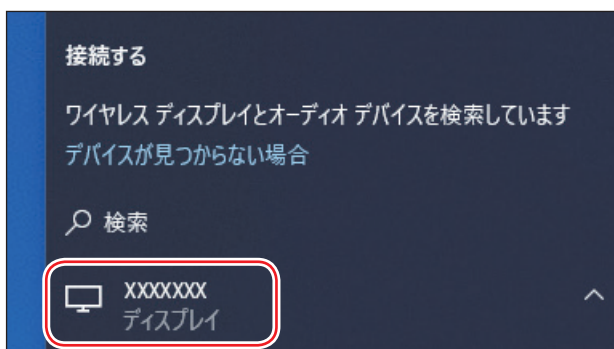 接続する
ワイヤレス ディスプレイとオーディオ デバイスを検索しています
デバイスが見つからない場合
検索
XXXXXXX
ディスプレイ